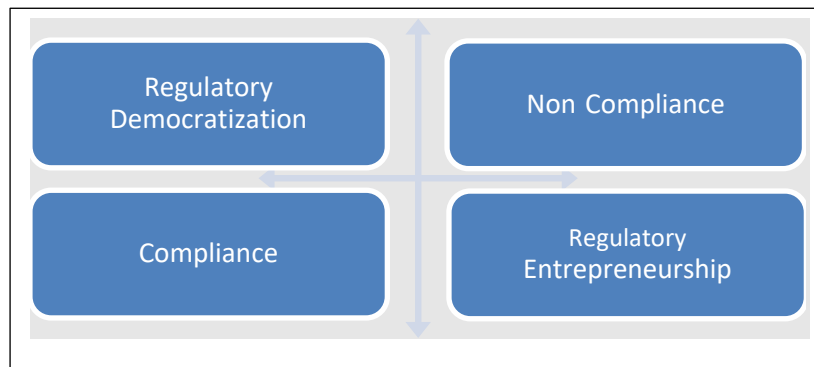 Regulatory
Democratization
Non Compliance
Compliance
Regulatory
Entrepreneurship